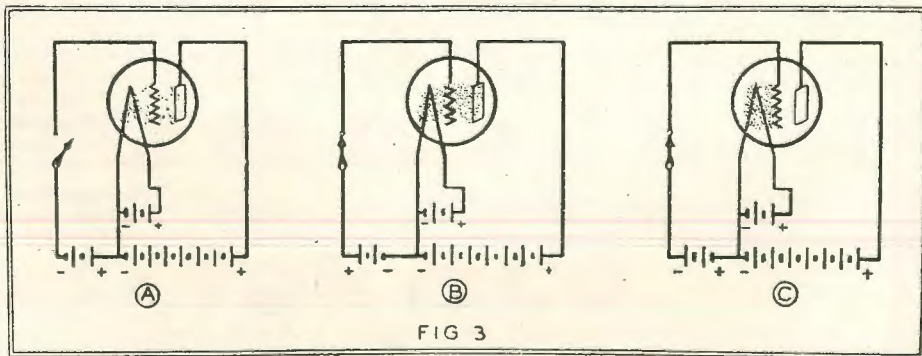 + + +
- - -
- + - + + - - + - + - +
A B C
FIG 3